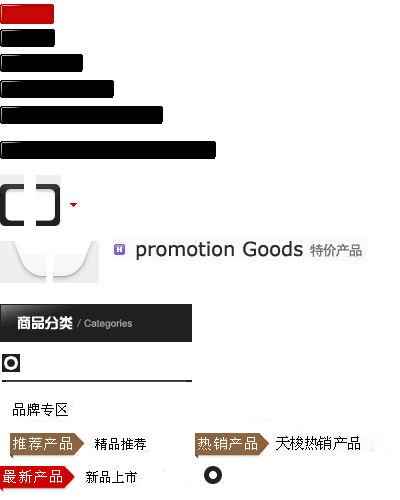 H promotion Goods 特价产品
商品分类 / Categories
品牌专区
推荐产品 精品推荐 热销产品 天梭热销产品
最新产品 新品上市